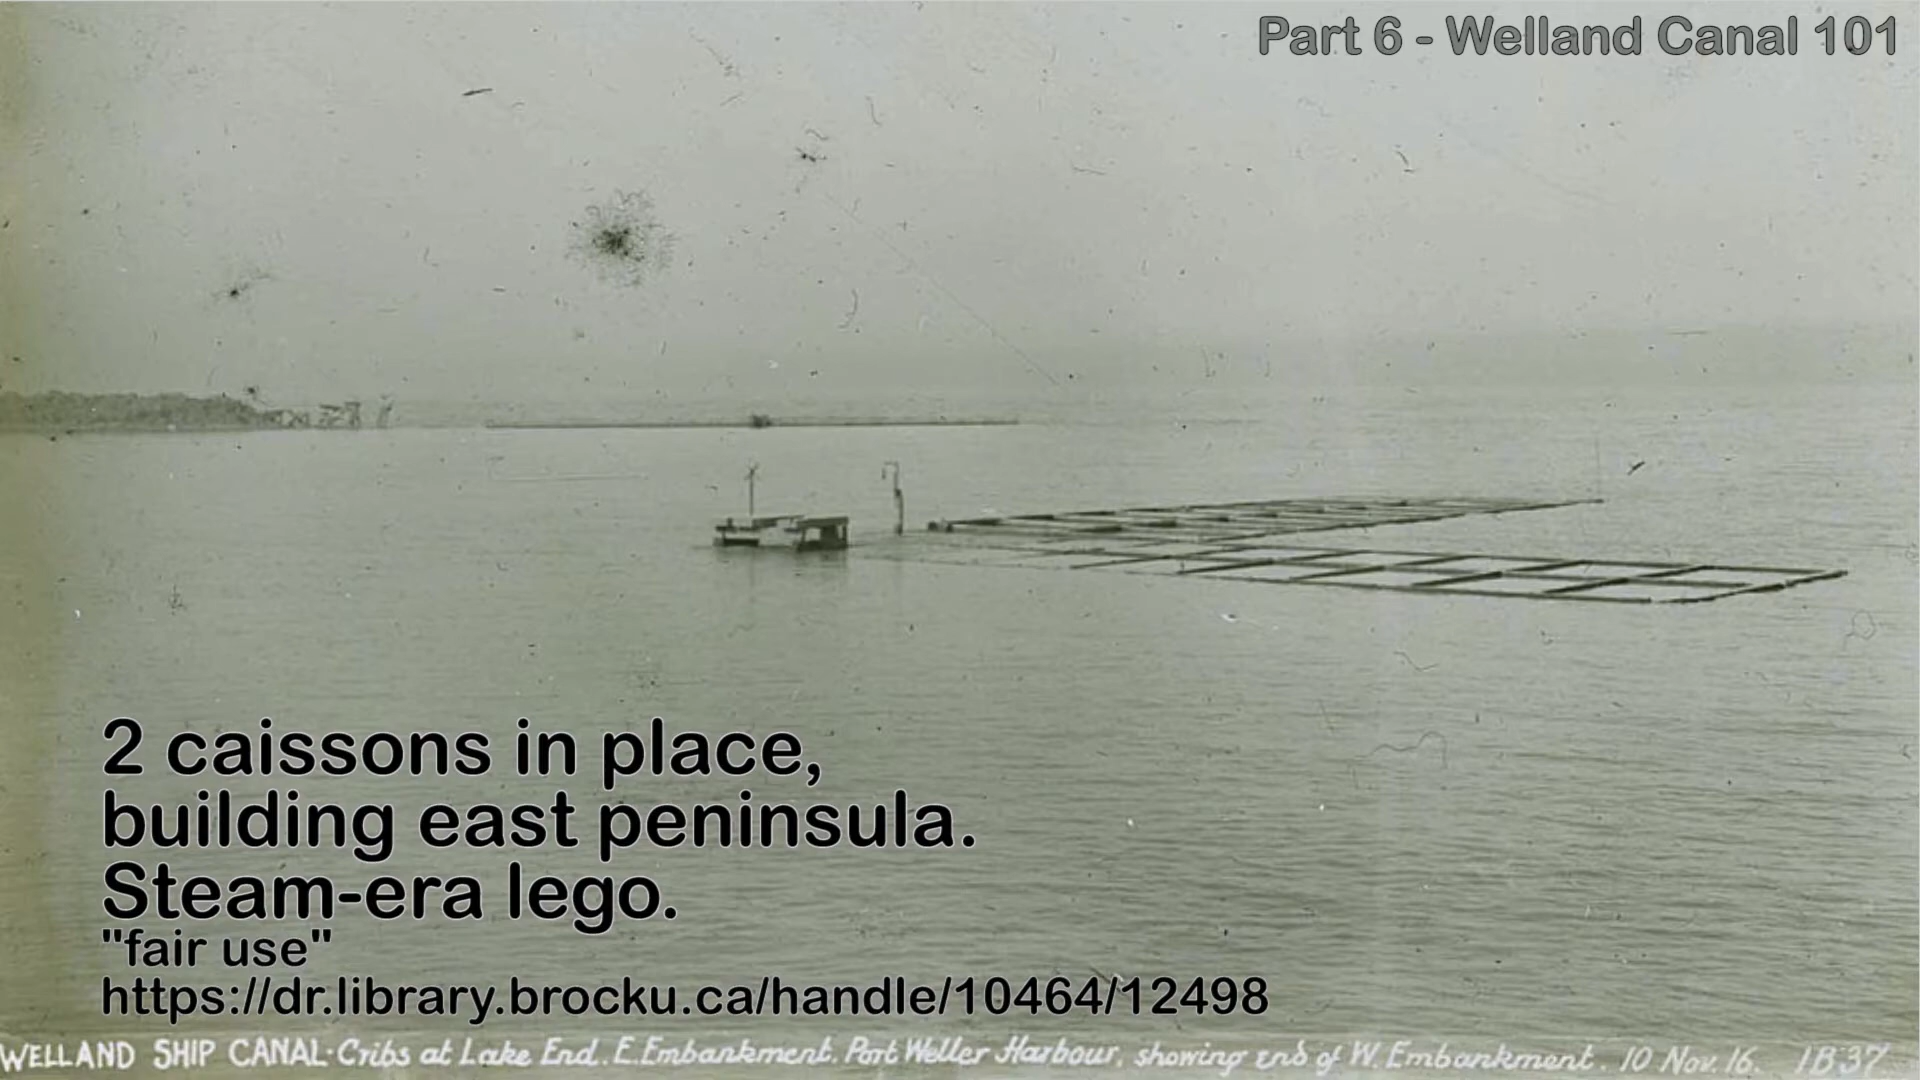 Part 6 - Welland Canal 101
2 caissons in place,
building east peninsula.
Steam-era lego.
"fair use"
https://dr.library.brocku.ca/handle/10464/12498
WELLAND SHIP CANAL·Cribs at Lake End. E.Embankment. Port Weller Harbour, showing end of W.Embankment. 10 Nov. 16. 1B37